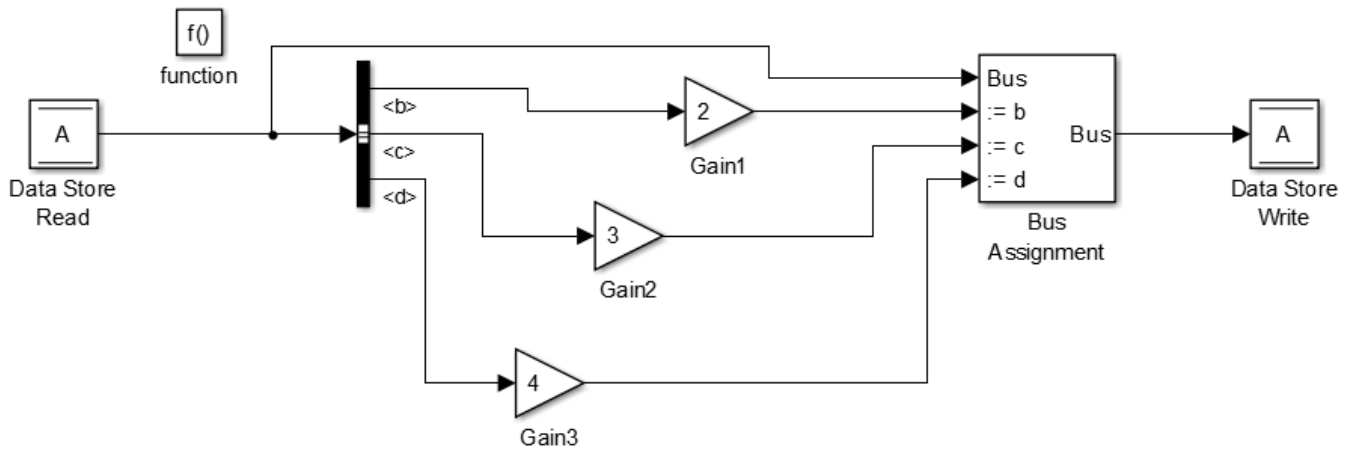 f()
function
A
Data Store
Read
<b>
<c>
<d>
2
Gain1
3
Gain2
4
Gain3
Bus
:= b
:= c
:= d
Bus
Bus
Assignment
A
Data Store
Write